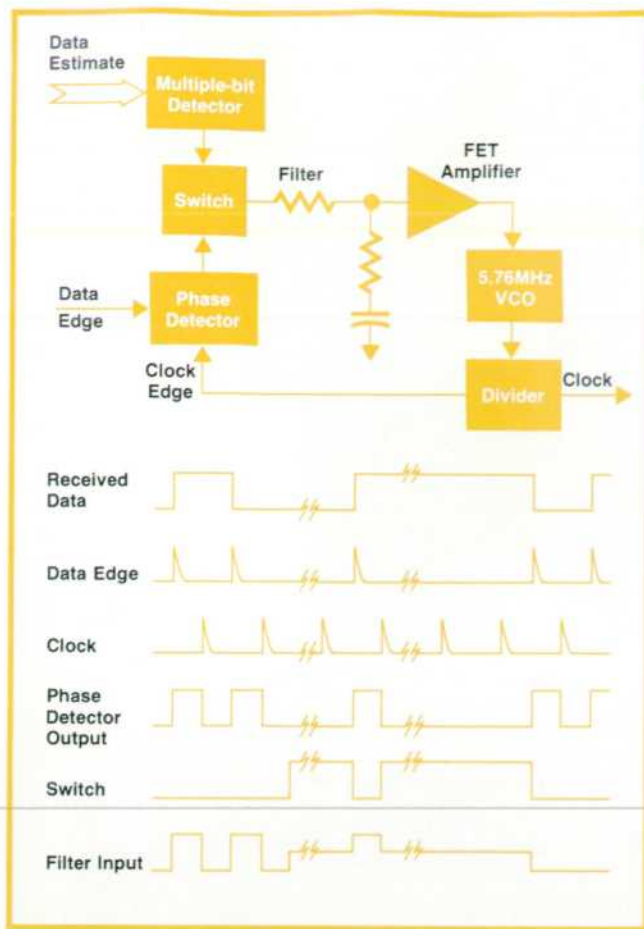 Data
Estimate
Multiple-bit
Detector
FET
Amplifier
Filter
Switch
5.76MHz
VCO
Data
Edge
Phase
Detector
Clock
Edge
Divider
Clock
Received
Data
Data Edge
Clock
Phase
Detector
Output
Switch
Filter Input